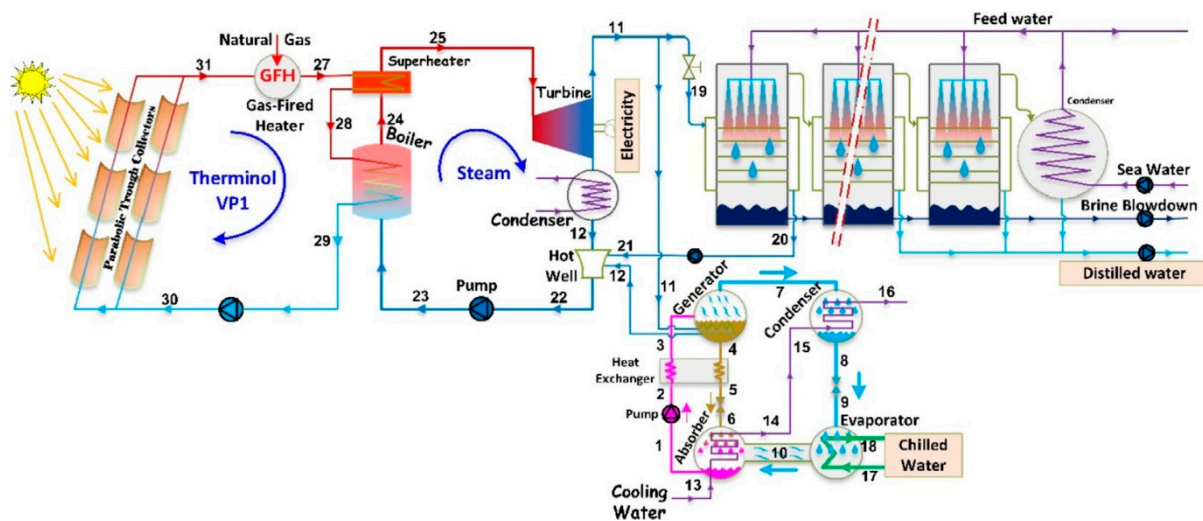 Natural Gas
31
GFH
27
Gas-Fired
Heater
25
Superheater
28
24
Boiler
Turbine
11
Electricity
19
Feed water
Condenser
Sea Water
Brine Blowdown
Distilled water
Parabolic Trough Collectors
Therminol
VP1
Steam
Condenser
29
30
12
21
20
Hot
Well
12
23
Pump
22
11
Generator
7
Condenser
16
3
4
15
8
Heat
Exchanger
2
5
9
Pump
6
14
Evaporator
Absorber
1
10
18
Chilled
Water
17
13
Cooling
Water